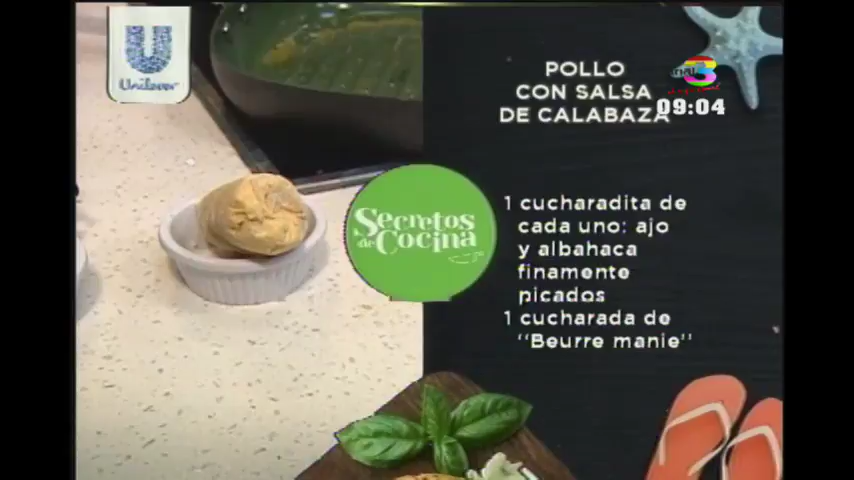 Unilever
POLLO
CON SALSA
DE CALABAZA
09:04
Secretos
de Cocina
1 cucharadita de
cada uno: ajo
y albahaca
finamente
picados
1 cucharada de
“Beurre manie”